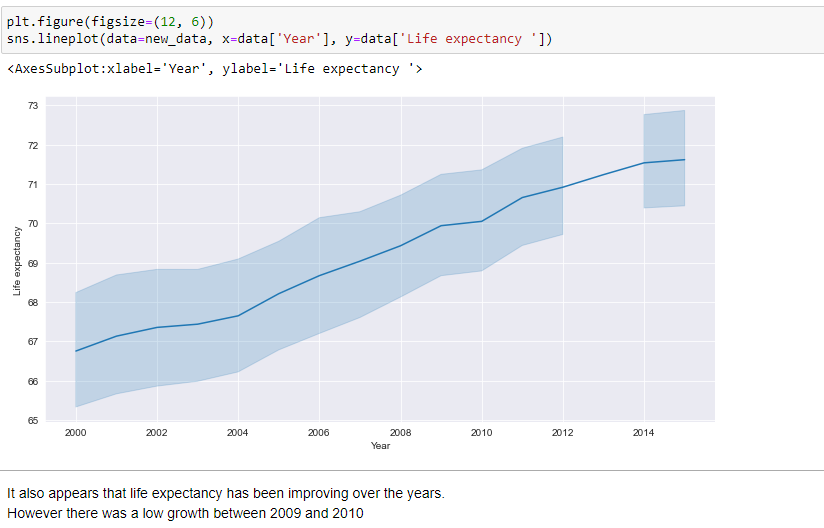 plt.figure(figsize=(12, 6))
sns.lineplot(data=new_data, x=data['Year'], y=data['Life expectancy '])
<AxesSubplot:xlabel='Year', ylabel='Life expectancy '>
73
72
71
70
69
68
67
66
65
Life expectancy
2000 2002 2004 2006 2008 2010 2012 2014
Year
It also appears that life expectancy has been improving over the years.
However there was a low growth between 2009 and 2010